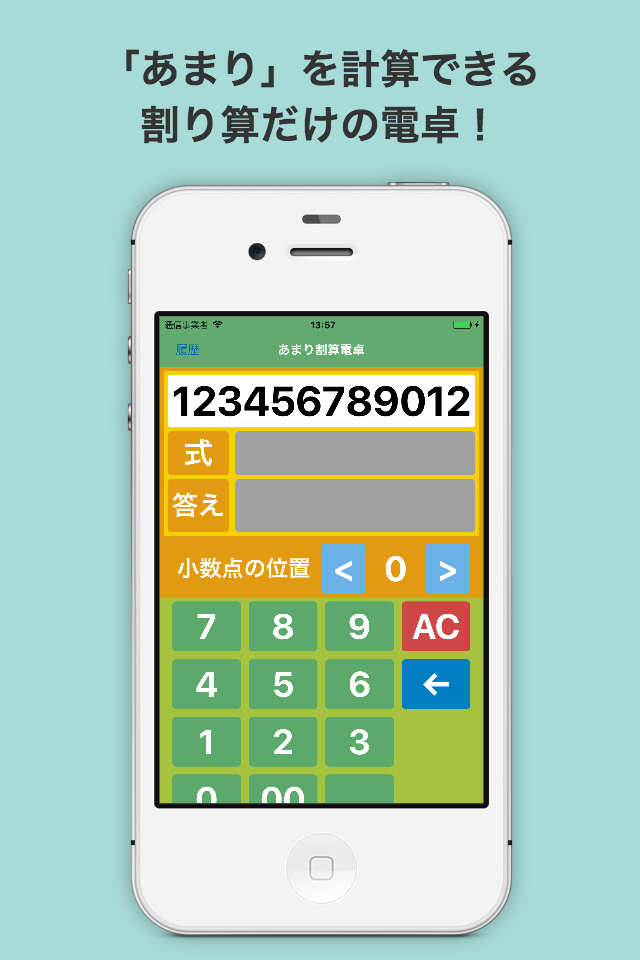 「あまり」を計算できる
割り算だけの電卓！
通信事業者 13:57
履歴 あまり割算電卓
123456789012
式
答え
小数点の位置 < 0 >
7 8 9 AC
4 5 6 ←
1 2 3
0 00